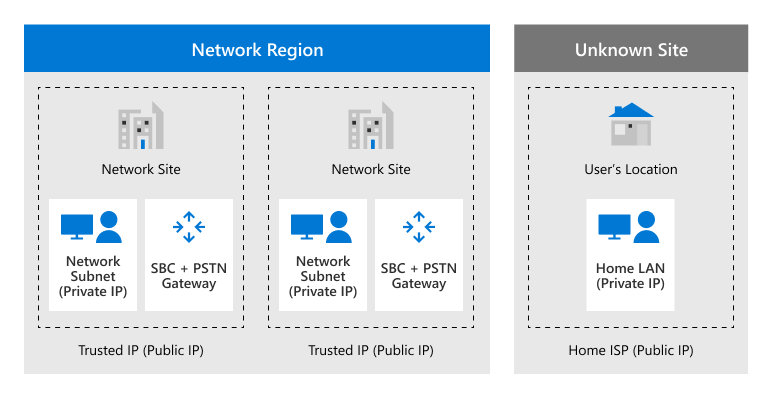 Network Region
Network Site
Network
Subnet
(Private IP)
SBC + PSTN
Gateway
Trusted IP (Public IP)
Network Site
Network
Subnet
(Private IP)
SBC + PSTN
Gateway
Trusted IP (Public IP)
Unknown Site
User’s Location
Home LAN
(Private IP)
Home ISP (Public IP)